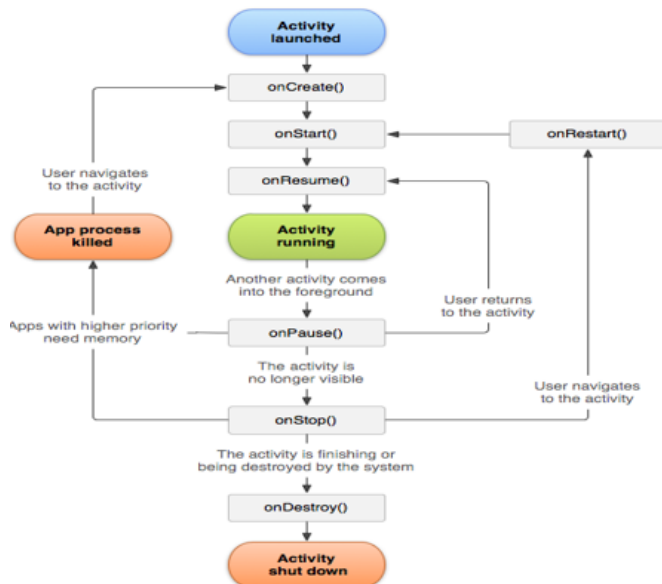 Activity
launched
onCreate()
onStart()
onRestart()
onResume()
User navigates
to the activity
App process
killed
Activity
running
Another activity comes
into the foreground
User returns
to the activity
Apps with higher priority
need memory
onPause()
The activity is
no longer visible
User navigates
to the activity
onStop()
The activity is finishing or
being destroyed by the system
onDestroy()
Activity
shut down